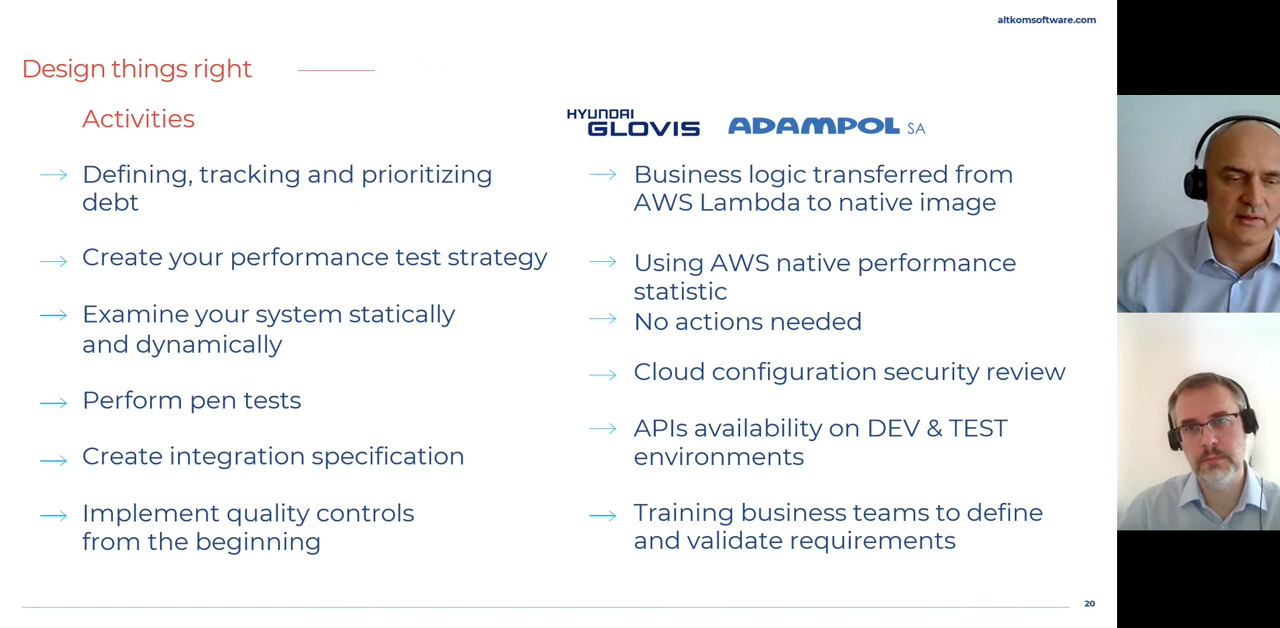 altkomsoftware.com
Design things right
Activities
Defining, tracking and prioritizing
debt
Create your performance test strategy
Examine your system statically
and dynamically
Perform pen tests
Create integration specification
Implement quality controls
from the beginning
HYUNDAI
GLOVIS
ADAMPOL SA
Business logic transferred from
AWS Lambda to native image
Using AWS native performance
statistic
No actions needed
Cloud configuration security review
APIs availability on DEV & TEST
environments
Training business teams to define
and validate requirements
20